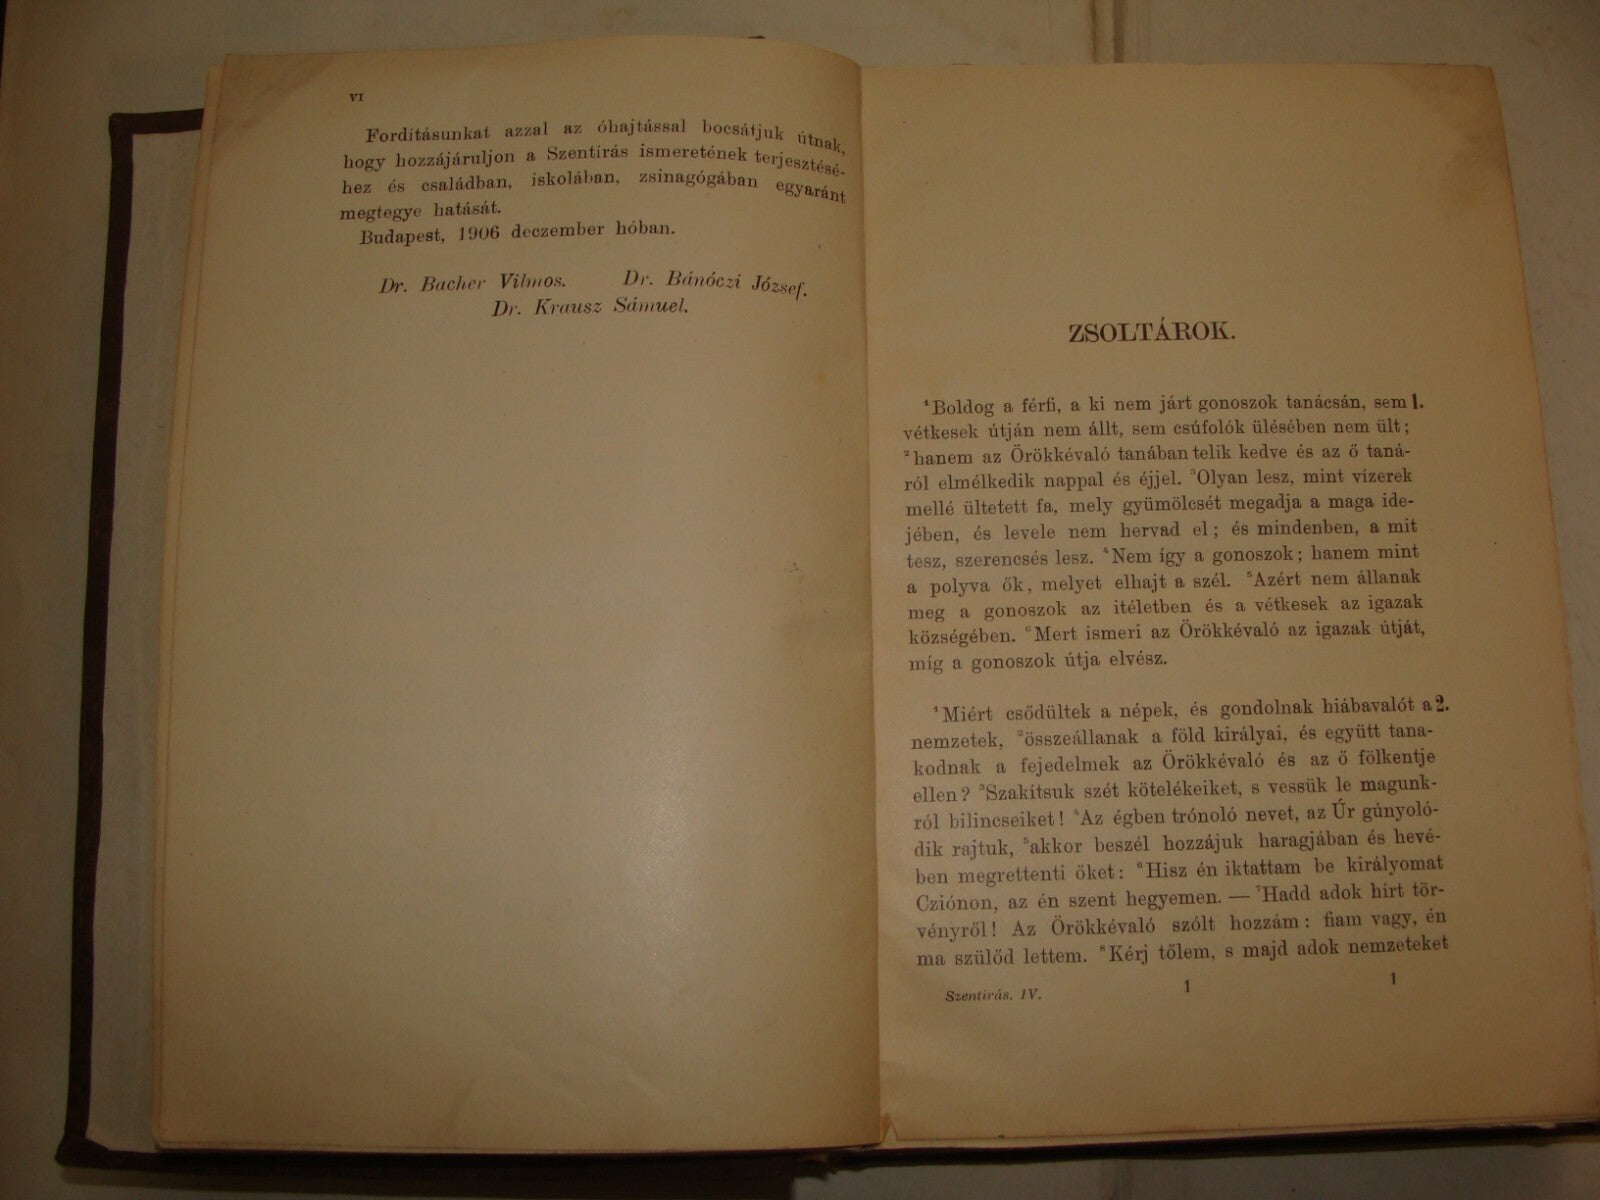 VI
Fordításunkat azzal az óhajtással bocsátjuk útnak,
hogy hozzájáruljon a Szentírás ismeretének terjesztésé-
hez és családban, iskolában, zsinagógában egyaránt
megtegye hatását.
Budapest, 1906 deczember hóban.
Dr. Bacher Vilmos. Dr. Bánóczi József.
Dr. Krausz Sámuel.
ZSOLTÁROK.
¹Boldog a férfi, a ki nem járt gonoszok tanácsán, sem 1.
vétkesek útján nem állt, sem csúfolók ülésében nem ült;
²hanem az Örökkévaló tanában telik kedve és az ő taná-
ról elmélkedik nappal és éjjel. ³Olyan lesz, mint vízerek
mellé ültetett fa, mely gyümölcsét megadja a maga ide-
jében, és levele nem hervad el; és mindenben, a mit
tesz, szerencsés lesz. ⁴Nem így a gonoszok; hanem mint
a polyva ők, melyet elhajt a szél. ⁵Azért nem állanak
meg a gonoszok az itéletben és a vétkesek az igazak
községében. ⁶Mert ismeri az Örökkévaló az igazak útját,
míg a gonoszok útja elvész.
¹Miért csődültek a népek, és gondolnak hiábavalót a 2.
nemzetek, ²összeállanak a föld királyai, és együtt tana-
kodnak a fejedelmek az Örökkévaló és az ő fölkentje
ellen? ³Szakítsuk szét kötelékeiket, s vessük le magunk-
ról bilincseiket! ⁴Az égben trónoló nevet, az Úr gúnyoló-
dik rajtuk, ⁵akkor beszél hozzájuk haragjában és hevé-
ben megrettenti őket: ⁶Hisz én iktattam be királyomat
Cziónon, az én szent hegyemen. — ⁷Hadd adok hírt tör-
vényről! Az Örökkévaló szólt hozzám: fiam vagy, én
ma szülőd lettem. ⁸Kérj tőlem, s majd adok nemzeteket
Szentírás. IV. 1 1